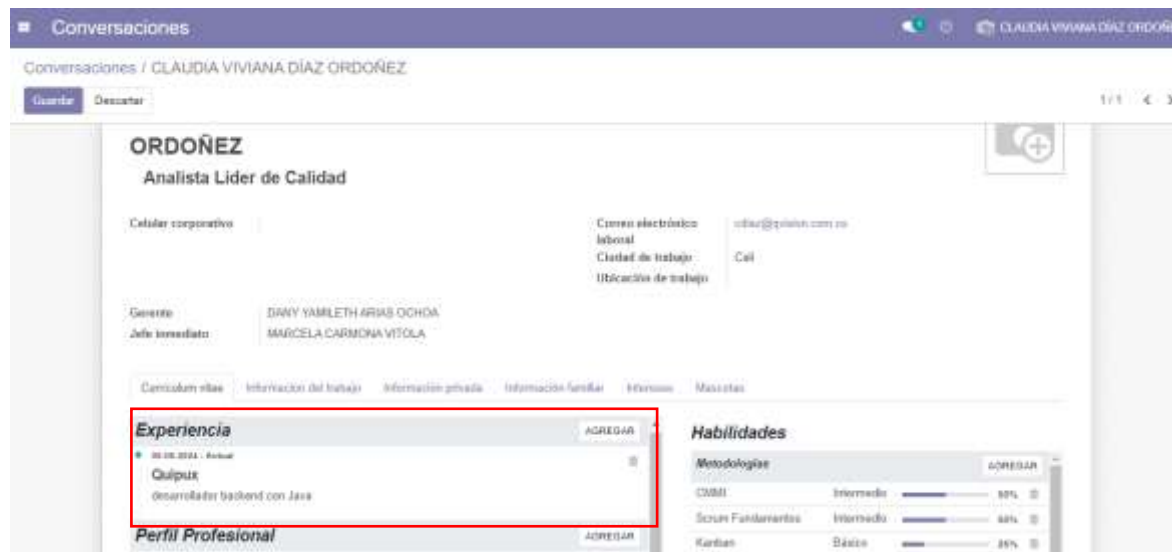 Conversaciones
CLAUDIA VIVIANA DÍAZ ORDOÑE
Conversaciones / CLAUDIA VIVIANA DÍAZ ORDOÑEZ
Guardar Descartar
1 / 1
ORDOÑEZ
Analista Lider de Calidad
Celular corporativo
Correo electrónico laboral
Ciudad de trabajo Cali
Ubicación de trabajo
Gerente DANY YAMILETH ARIAS OCHOA
Jefe inmediato MARCELA CARMONA VITOLA
Curriculum vitae Información del trabajo Información privada Información familiar Intereses Mascotas
Experiencia AGREGAR
Actual
Quipux
desarrollador backend con Java
Perfil Profesional AGREGAR
Habilidades
Metodologías AGREGAR
CMMI Intermedio
Scrum Fundamentos Intermedio
Kanban Básico